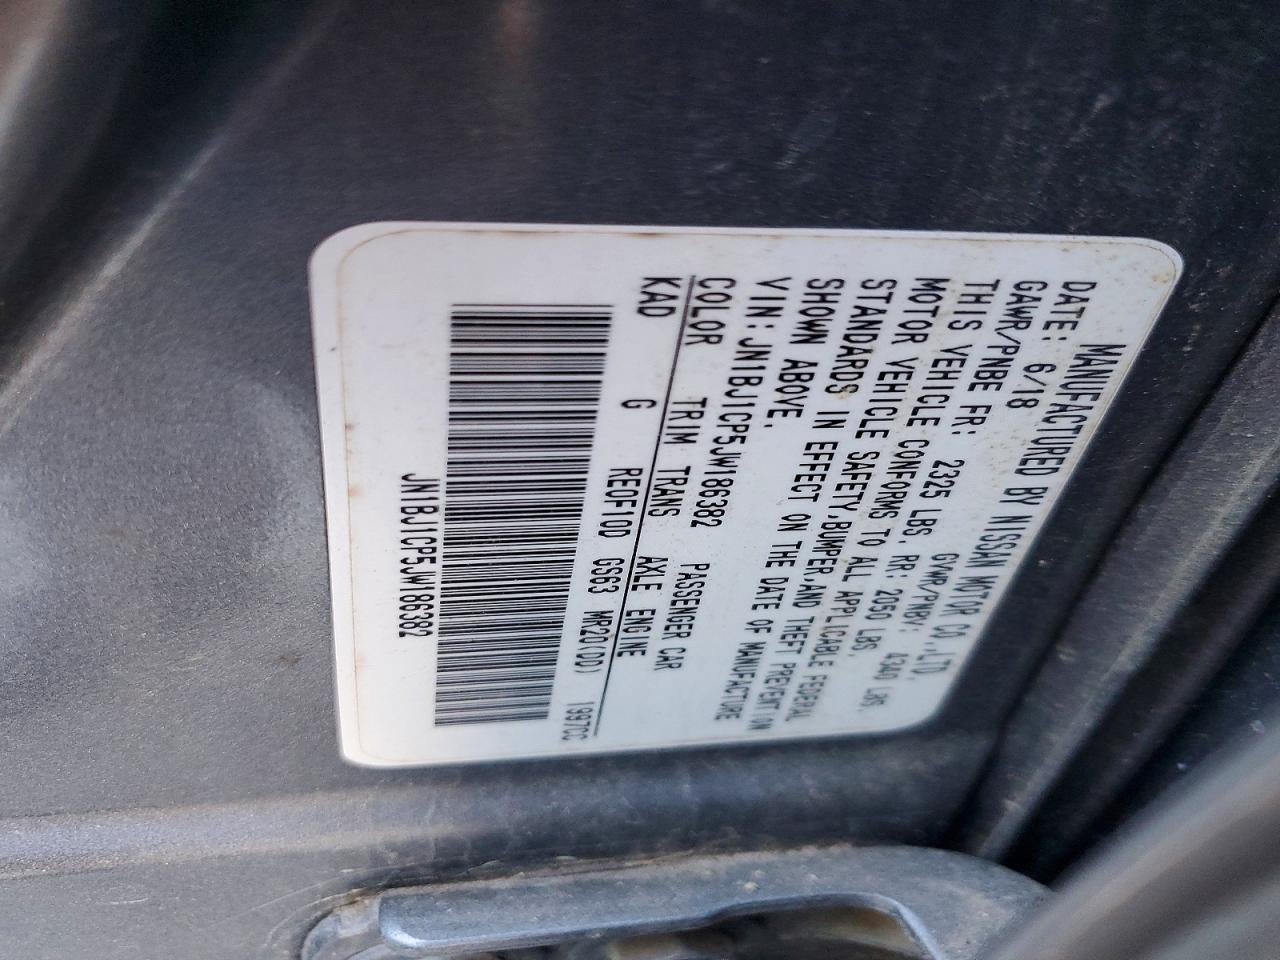 MANUFACTURED BY NISSAN MOTOR CO.,LTD.
DATE: 6/18 GVWR/PNBV: 4340 LBS.
GAWR/PNBE FR: 2325 LBS. RR: 2050 LBS.
THIS VEHICLE CONFORMS TO ALL APPLICABLE FEDERAL
MOTOR VEHICLE SAFETY,BUMPER,AND THEFT PREVENTION
STANDARDS IN EFFECT ON THE DATE OF MANUFACTURE
SHOWN ABOVE.
VIN: JN1BJ1CP5JW186382 PASSENGER CAR
COLOR TRIM TRANS AXLE ENGINE
KAD G RE0F10D GS63 MR20(DD) 1997CC
JN1BJ1CP5JW186382